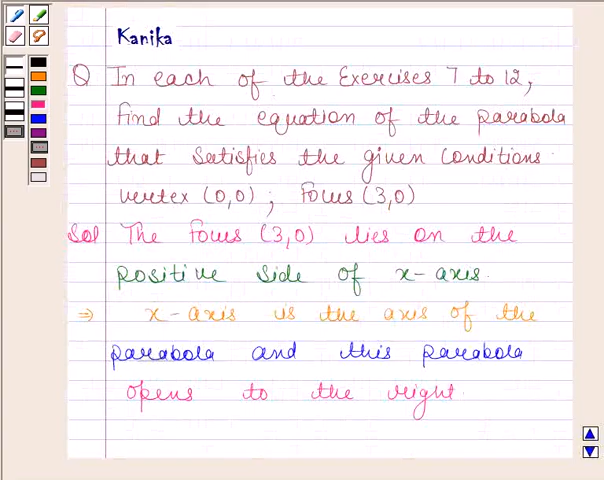 Kanika
Q In each of the Exercises 7 to 12,
find the equation of the parabola
that satisfies the given conditions.
vertex (0,0) ; Focus (3,0)
Sol The focus (3,0) lies on the
positive side of x-axis.
⇒ x-axis is the axis of the
parabola and this parabola
opens to the right.